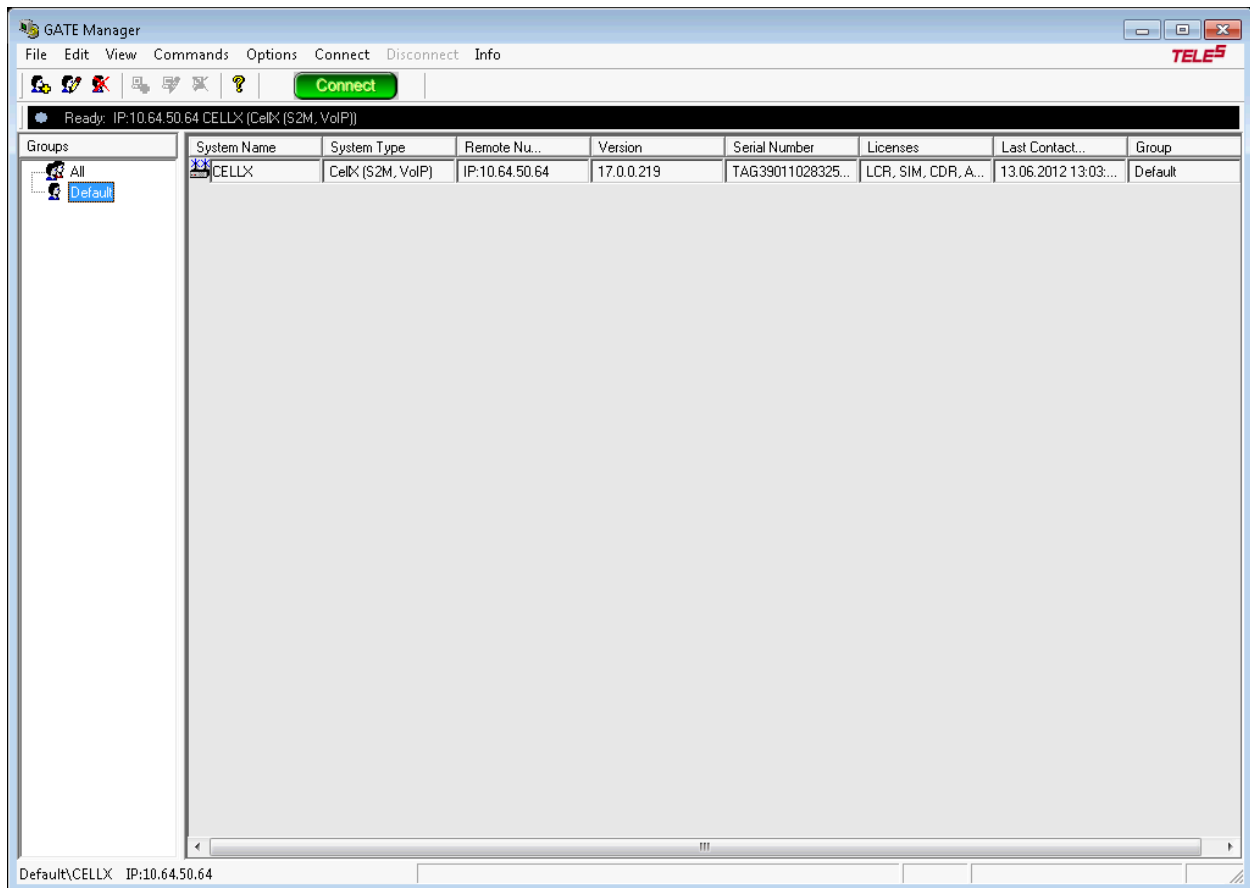 GATE Manager
File Edit View Commands Options Connect Disconnect Info TELES
Connect
Ready: IP:10.64.50.64 CELLX (CellX (S2M, VoIP))
Groups System Name System Type Remote Nu... Version Serial Number Licenses Last Contact... Group
All CELLX CellX (S2M, VoIP) IP:10.64.50.64 17.0.0.219 TAG39011028325... LCR, SIM, CDR, A... 13.06.2012 13:03:... Default
Default
Default\CELLX IP:10.64.50.64